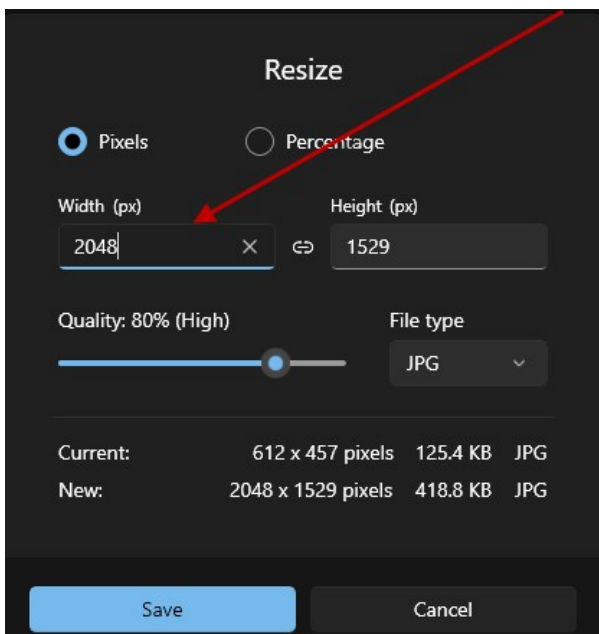 Resize
Pixels Percentage
Width (px) Height (px)
2048 1529
Quality: 80% (High) File type
JPG
Current: 612 x 457 pixels 125.4 KB JPG
New: 2048 x 1529 pixels 418.8 KB JPG
Save Cancel